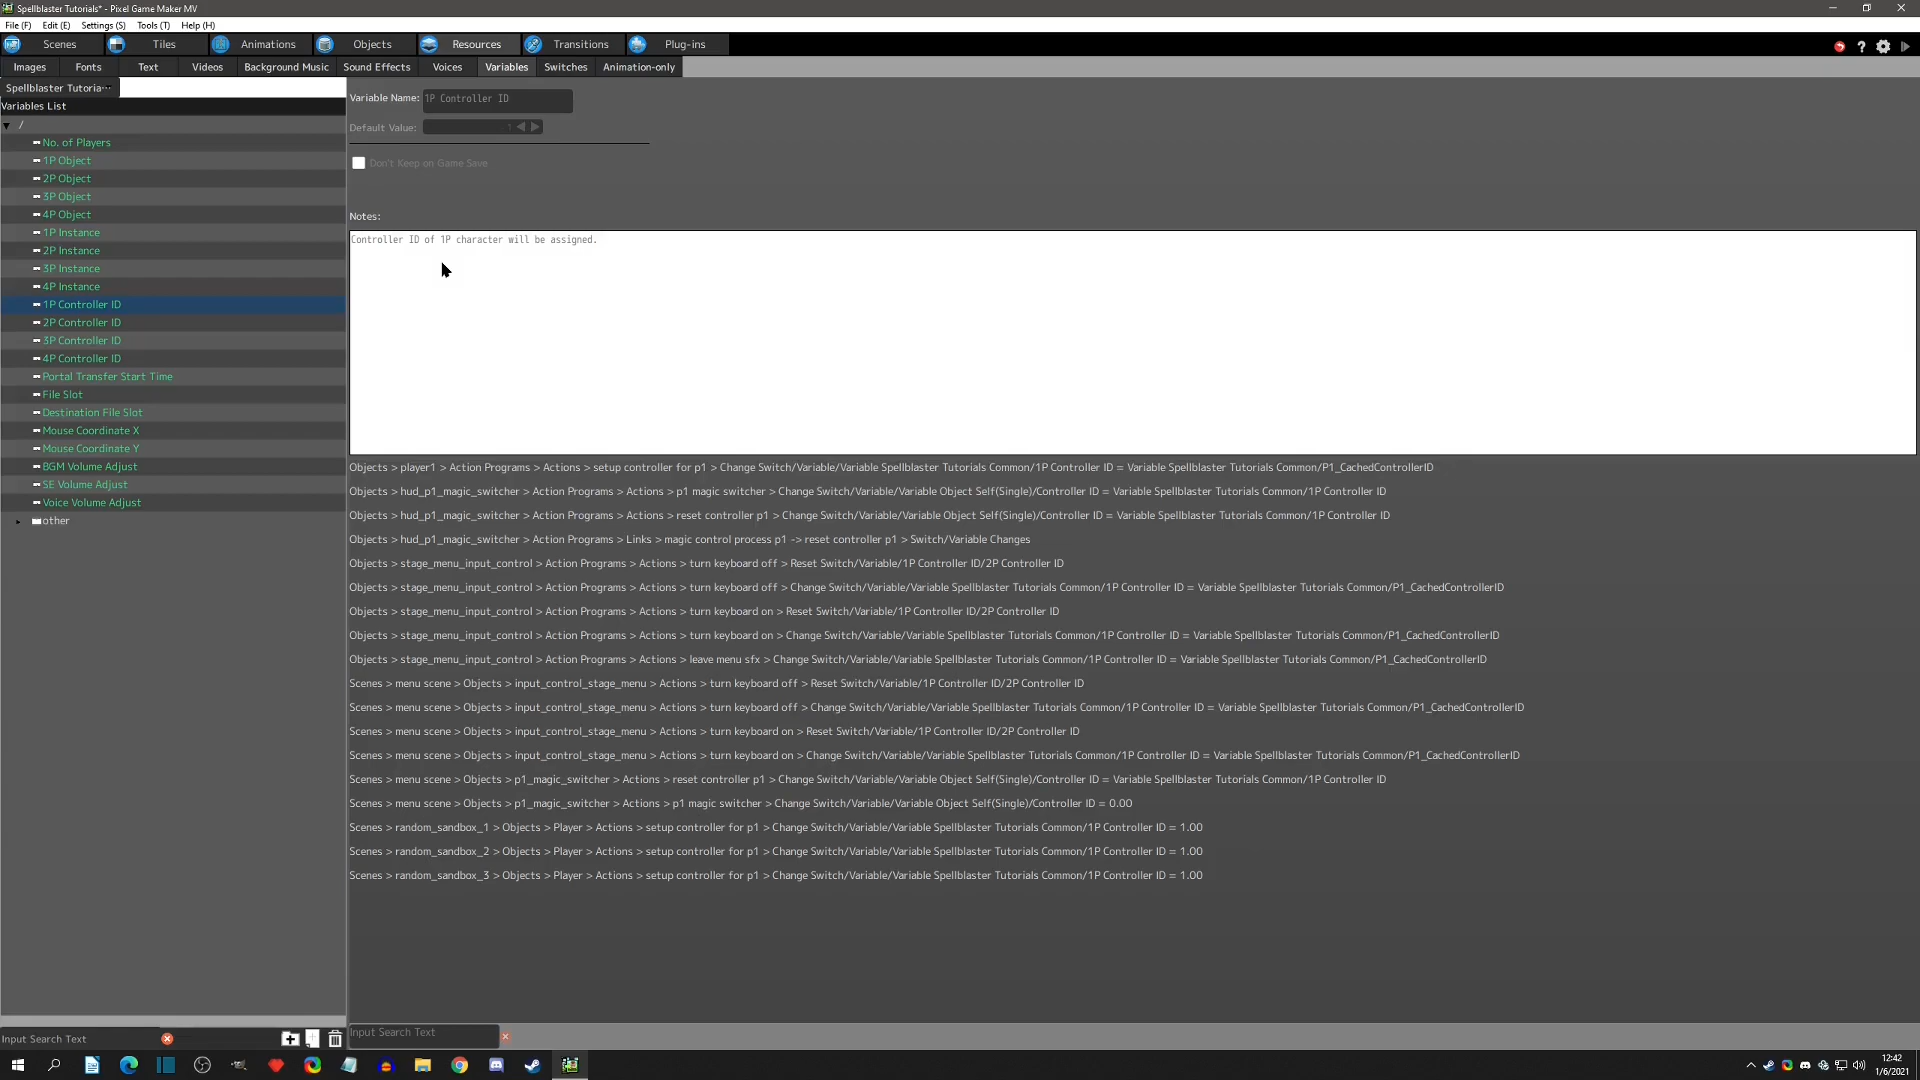 Spellblaster Tutorials* - Pixel Game Maker MV
File (F) Edit (E) Settings (S) Tools (T) Help (H)
Scenes Tiles Animations Objects Resources Transitions Plug-ins
Images Fonts Text Videos Background Music Sound Effects Voices Variables Switches Animation-only
Spellblaster Tutoria···
Variables List
/
No. of Players
1P Object
2P Object
3P Object
4P Object
1P Instance
2P Instance
3P Instance
4P Instance
1P Controller ID
2P Controller ID
3P Controller ID
4P Controller ID
Portal Transfer Start Time
File Slot
Destination File Slot
Mouse Coordinate X
Mouse Coordinate Y
BGM Volume Adjust
SE Volume Adjust
Voice Volume Adjust
other
Input Search Text
Variable Name: 1P Controller ID
Default Value: 1
Don't Keep on Game Save
Notes:
Controller ID of 1P character will be assigned.
Objects > player1 > Action Programs > Actions > setup controller for p1 > Change Switch/Variable/Variable Spellblaster Tutorials Common/1P Controller ID = Variable Spellblaster Tutorials Common/P1_CachedControllerID
Objects > hud_p1_magic_switcher > Action Programs > Actions > p1 magic switcher > Change Switch/Variable/Variable Object Self(Single)/Controller ID = Variable Spellblaster Tutorials Common/1P Controller ID
Objects > hud_p1_magic_switcher > Action Programs > Actions > reset controller p1 > Change Switch/Variable/Variable Object Self(Single)/Controller ID = Variable Spellblaster Tutorials Common/1P Controller ID
Objects > hud_p1_magic_switcher > Action Programs > Links > magic control process p1 -> reset controller p1 > Switch/Variable Changes
Objects > stage_menu_input_control > Action Programs > Actions > turn keyboard off > Reset Switch/Variable/1P Controller ID/2P Controller ID
Objects > stage_menu_input_control > Action Programs > Actions > turn keyboard off > Change Switch/Variable/Variable Spellblaster Tutorials Common/1P Controller ID = Variable Spellblaster Tutorials Common/P1_CachedControllerID
Objects > stage_menu_input_control > Action Programs > Actions > turn keyboard on > Reset Switch/Variable/1P Controller ID/2P Controller ID
Objects > stage_menu_input_control > Action Programs > Actions > turn keyboard on > Change Switch/Variable/Variable Spellblaster Tutorials Common/1P Controller ID = Variable Spellblaster Tutorials Common/P1_CachedControllerID
Objects > stage_menu_input_control > Action Programs > Actions > leave menu sfx > Change Switch/Variable/Variable Spellblaster Tutorials Common/1P Controller ID = Variable Spellblaster Tutorials Common/P1_CachedControllerID
Scenes > menu scene > Objects > input_control_stage_menu > Actions > turn keyboard off > Reset Switch/Variable/1P Controller ID/2P Controller ID
Scenes > menu scene > Objects > input_control_stage_menu > Actions > turn keyboard off > Change Switch/Variable/Variable Spellblaster Tutorials Common/1P Controller ID = Variable Spellblaster Tutorials Common/P1_CachedControllerID
Scenes > menu scene > Objects > input_control_stage_menu > Actions > turn keyboard on > Reset Switch/Variable/1P Controller ID/2P Controller ID
Scenes > menu scene > Objects > input_control_stage_menu > Actions > turn keyboard on > Change Switch/Variable/Variable Spellblaster Tutorials Common/1P Controller ID = Variable Spellblaster Tutorials Common/P1_CachedControllerID
Scenes > menu scene > Objects > p1_magic_switcher > Actions > reset controller p1 > Change Switch/Variable/Variable Object Self(Single)/Controller ID = Variable Spellblaster Tutorials Common/1P Controller ID
Scenes > menu scene > Objects > p1_magic_switcher > Actions > p1 magic switcher > Change Switch/Variable/Variable Object Self(Single)/Controller ID = 0.00
Scenes > random_sandbox_1 > Objects > Player > Actions > setup controller for p1 > Change Switch/Variable/Variable Spellblaster Tutorials Common/1P Controller ID = 1.00
Scenes > random_sandbox_2 > Objects > Player > Actions > setup controller for p1 > Change Switch/Variable/Variable Spellblaster Tutorials Common/1P Controller ID = 1.00
Scenes > random_sandbox_3 > Objects > Player > Actions > setup controller for p1 > Change Switch/Variable/Variable Spellblaster Tutorials Common/1P Controller ID = 1.00
Input Search Text
12:42
1/6/2021